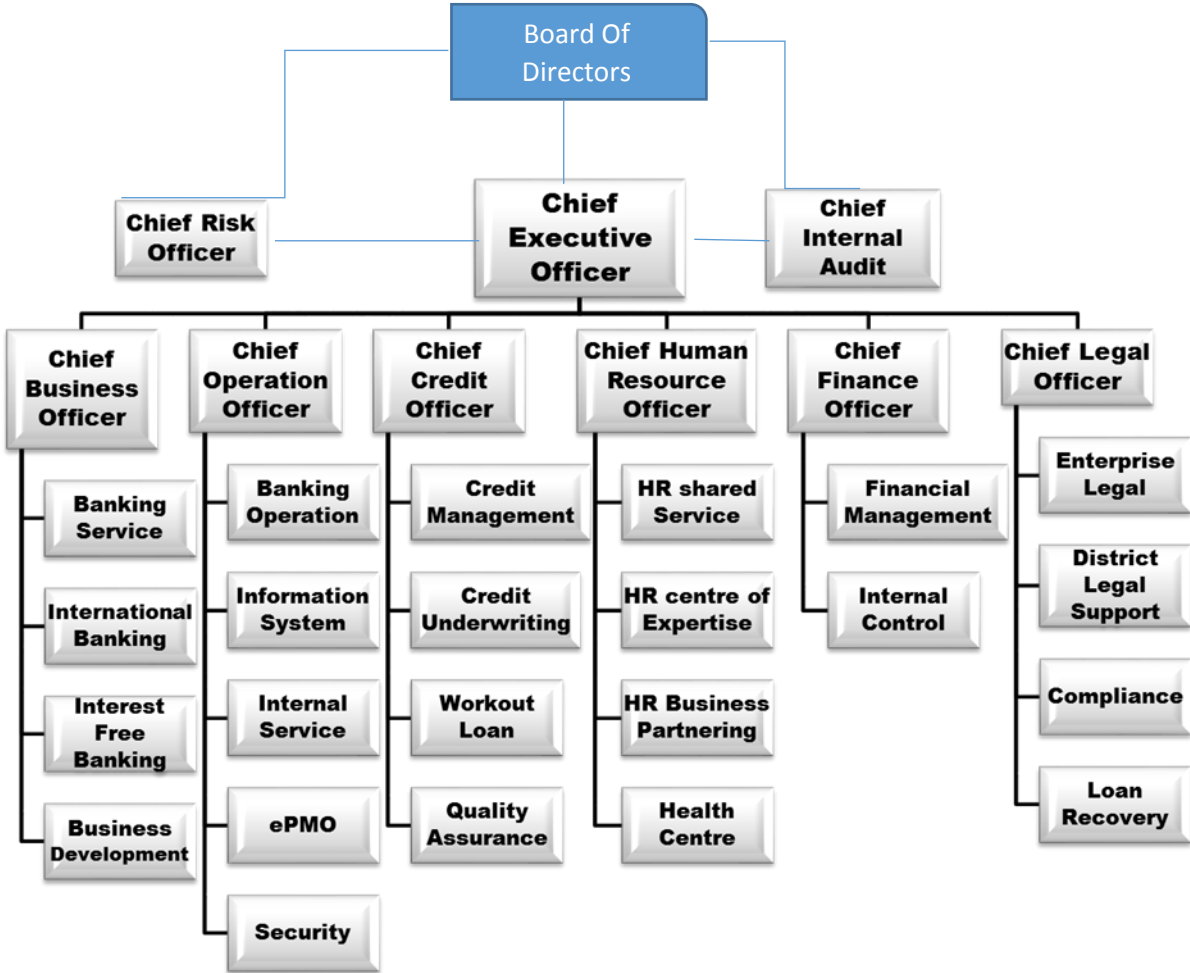 Board Of
Directors
Chief Risk
Officer
Chief
Executive
Officer
Chief
Internal
Audit
Chief
Business
Officer
Chief
Operation
Officer
Chief
Credit
Officer
Chief Human
Resource
Officer
Chief
Finance
Officer
Chief Legal
Officer
Banking
Service
International
Banking
Interest
Free
Banking
Business
Development
Banking
Operation
Information
System
Internal
Service
ePMO
Security
Credit
Management
Credit
Underwriting
Workout
Loan
Quality
Assurance
HR shared
Service
HR centre of
Expertise
HR Business
Partnering
Health
Centre
Financial
Management
Internal
Control
Enterprise
Legal
District
Legal
Support
Compliance
Loan
Recovery